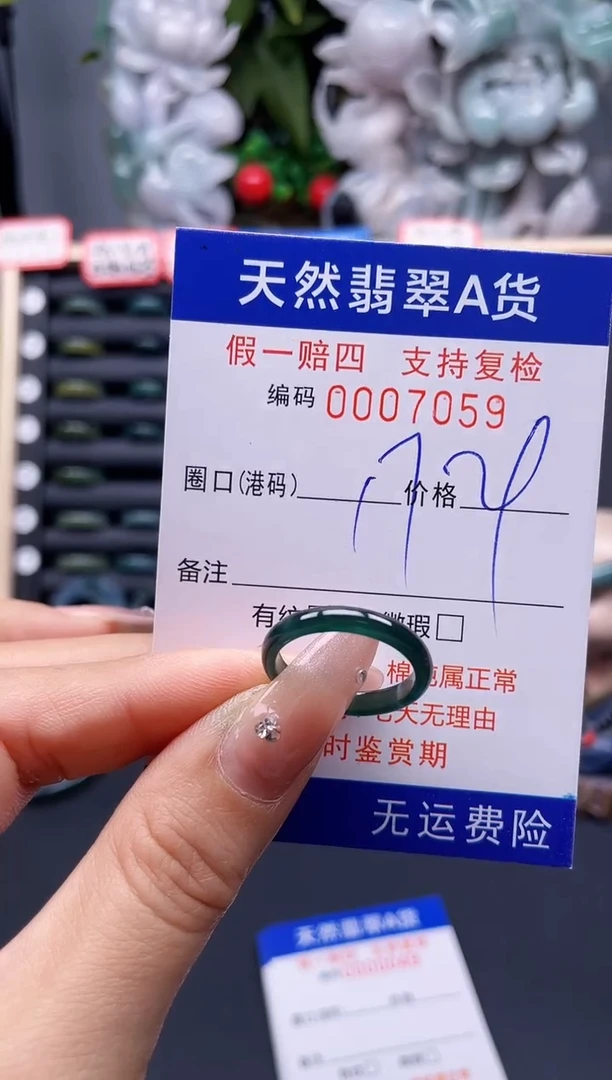 天然翡翠A货
假一赔四 支持复检
编码 0007059
圈口(港码) 价格
备注
有纹 微瑕□
棉 属正常
七天无理由
时鉴赏期
无运费险
天然翡翠A货